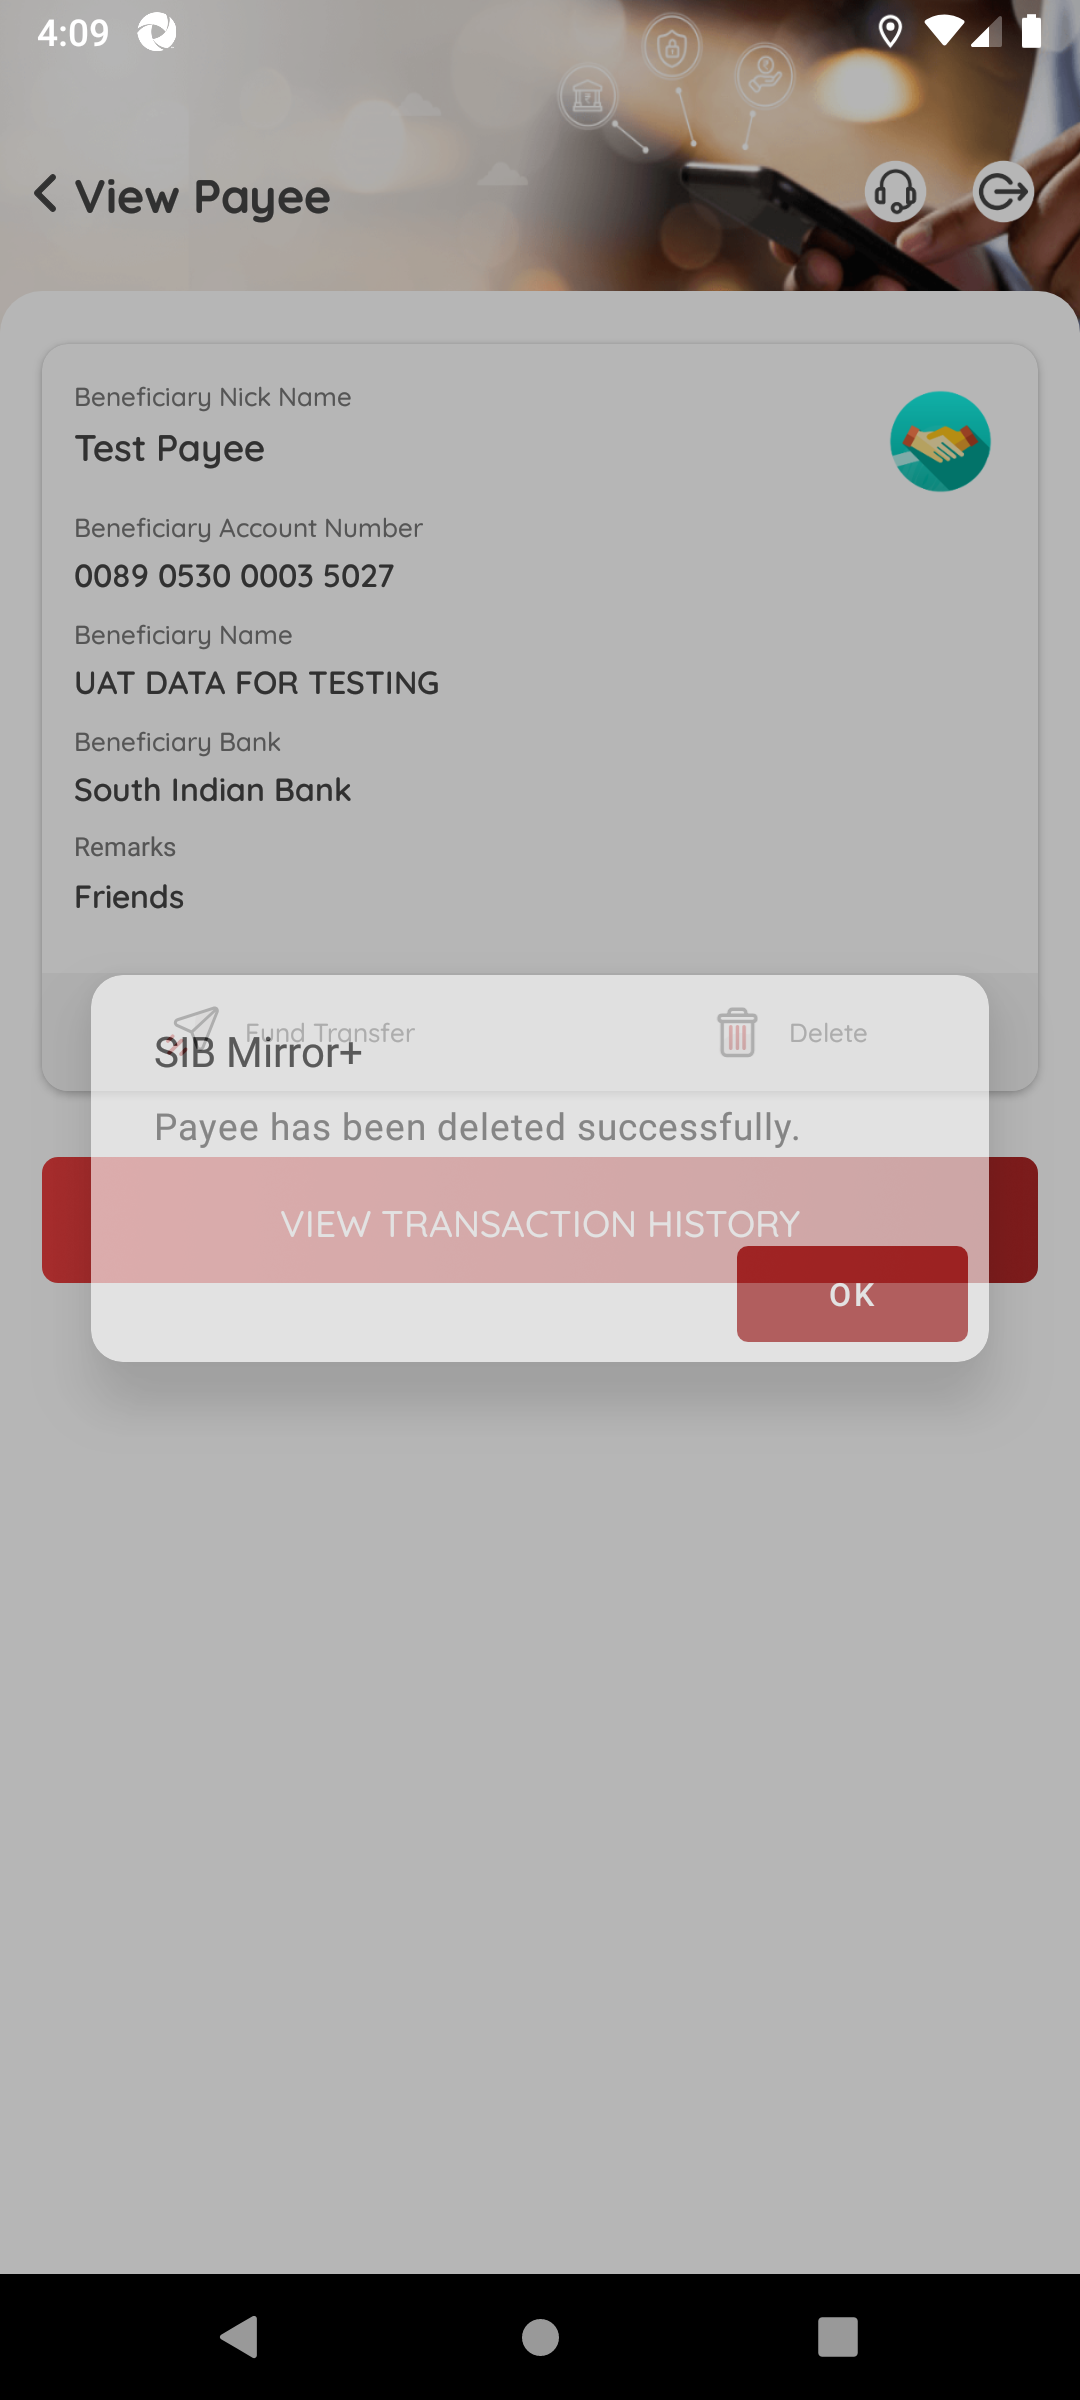 4:09
View Payee
Beneficiary Nick Name
Test Payee
Beneficiary Account Number
0089 0530 0003 5027
Beneficiary Name
UAT DATA FOR TESTING
Beneficiary Bank
South Indian Bank
Remarks
Friends
Fund Transfer
Delete
SIB Mirror+
Payee has been deleted successfully.
VIEW TRANSACTION HISTORY
OK